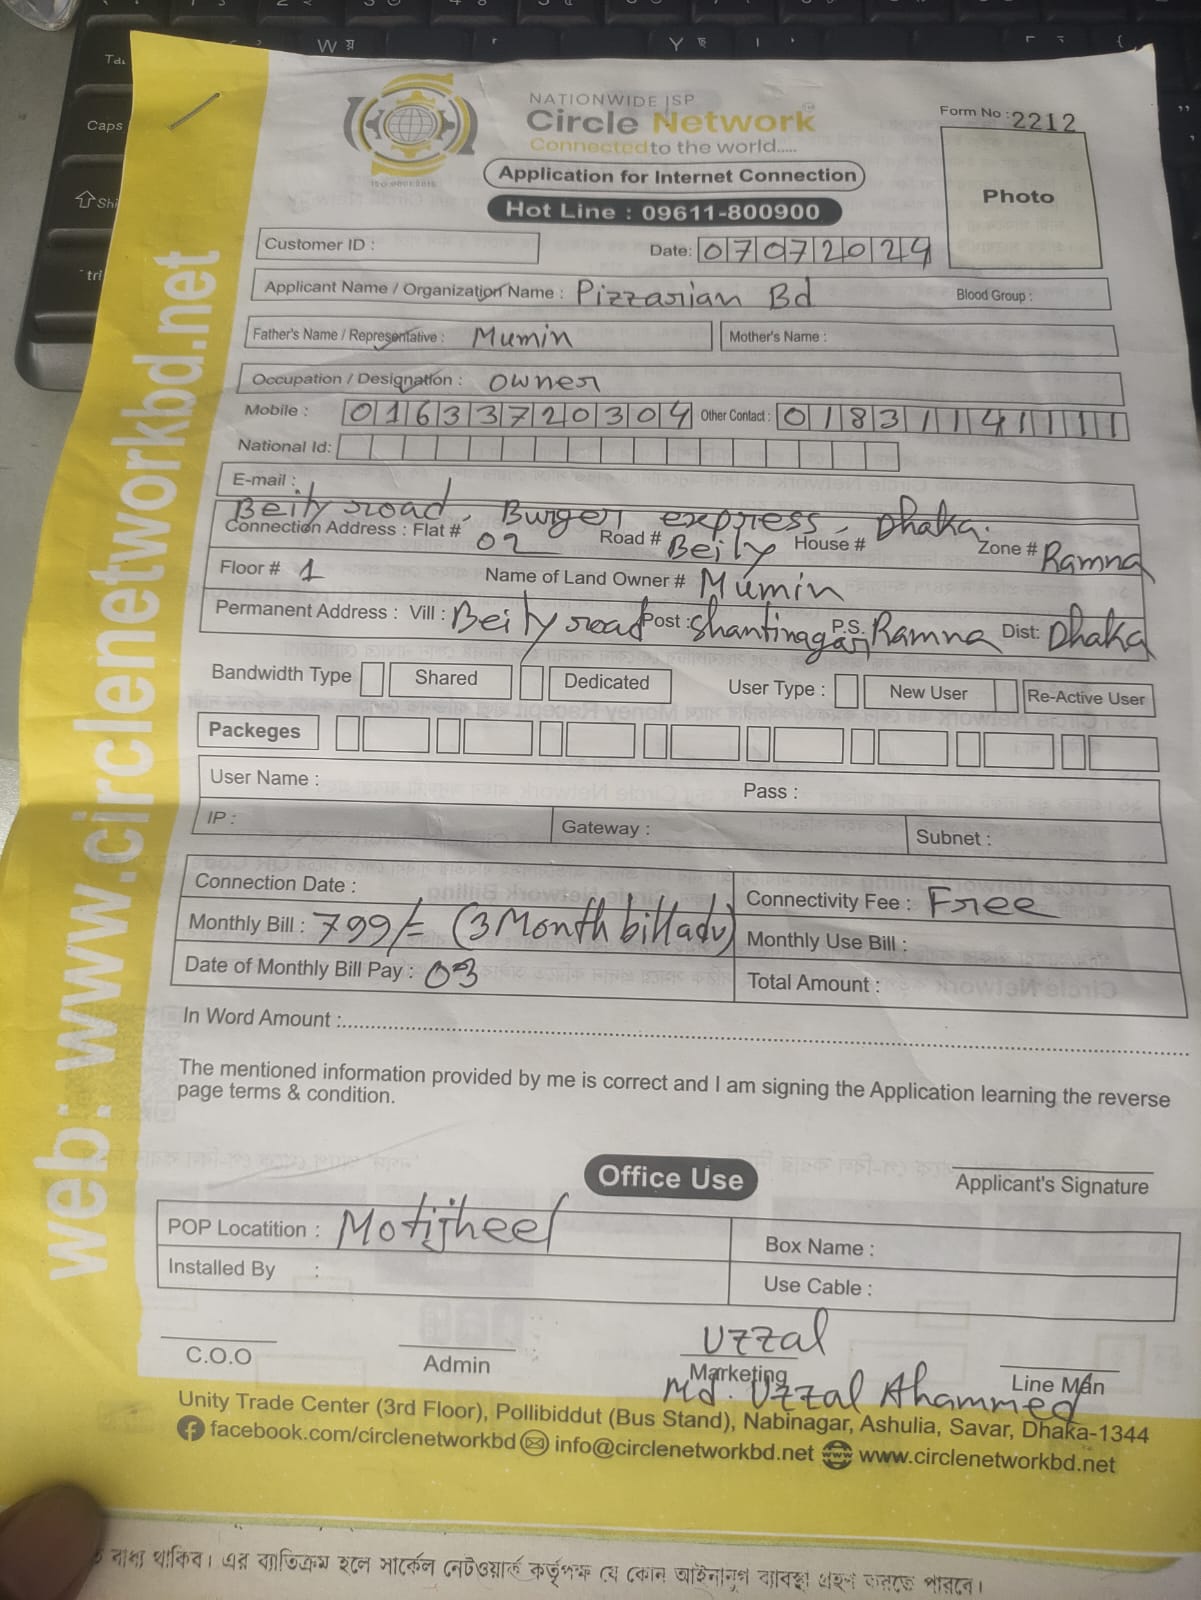 NATIONWIDE ISP
Circle Network
Connected to the world.....
Form No : 2212
Application for Internet Connection
Photo
Hot Line : 09611-800900
Customer ID :
Date: 07072024
Applicant Name / Organization Name : Pizzarian Bd Blood Group :
Father's Name / Representative : Mumin Mother's Name :
Occupation / Designation : owner
Mobile : 01633720304 Other Contact : 01831141111
National Id:
E-mail :
Beily road, Burger express, Dhaka.
Connection Address : Flat # 02 Road # Beily House # Zone # Ramna
Floor # 1 Name of Land Owner # Mumin
Permanent Address : Vill : Beily road Post : Shantinagar P.S. Ramna Dist: Dhaka
Bandwidth Type Shared Dedicated User Type : New User Re-Active User
Packeges
User Name : Pass :
IP : Gateway : Subnet :
Connection Date : Connectivity Fee : Free
Monthly Bill : 799/= (3 Month bill adv) Monthly Use Bill :
Date of Monthly Bill Pay : 03 Total Amount :
In Word Amount :
The mentioned information provided by me is correct and I am signing the Application learning the reverse
page terms & condition.
Office Use
Applicant's Signature
POP Locatition : Motijheel Box Name :
Installed By : Use Cable :
Uzzal
C.O.O Admin Marketing Line Man
Md. Uzzal Ahammed
Unity Trade Center (3rd Floor), Pollibiddut (Bus Stand), Nabinagar, Ashulia, Savar, Dhaka-1344
facebook.com/circlenetworkbd info@circlenetworkbd.net www.circlenetworkbd.net
web: www.circlenetworkbd.net
বাধ্য থাকিব। এর ব্যাতিক্রম হলে সার্কেল নেটওয়ার্ক কর্তৃপক্ষ যে কোন আইনানুগ ব্যাবস্থা গ্রহণ করতে পারবে।
Caps
W
Y